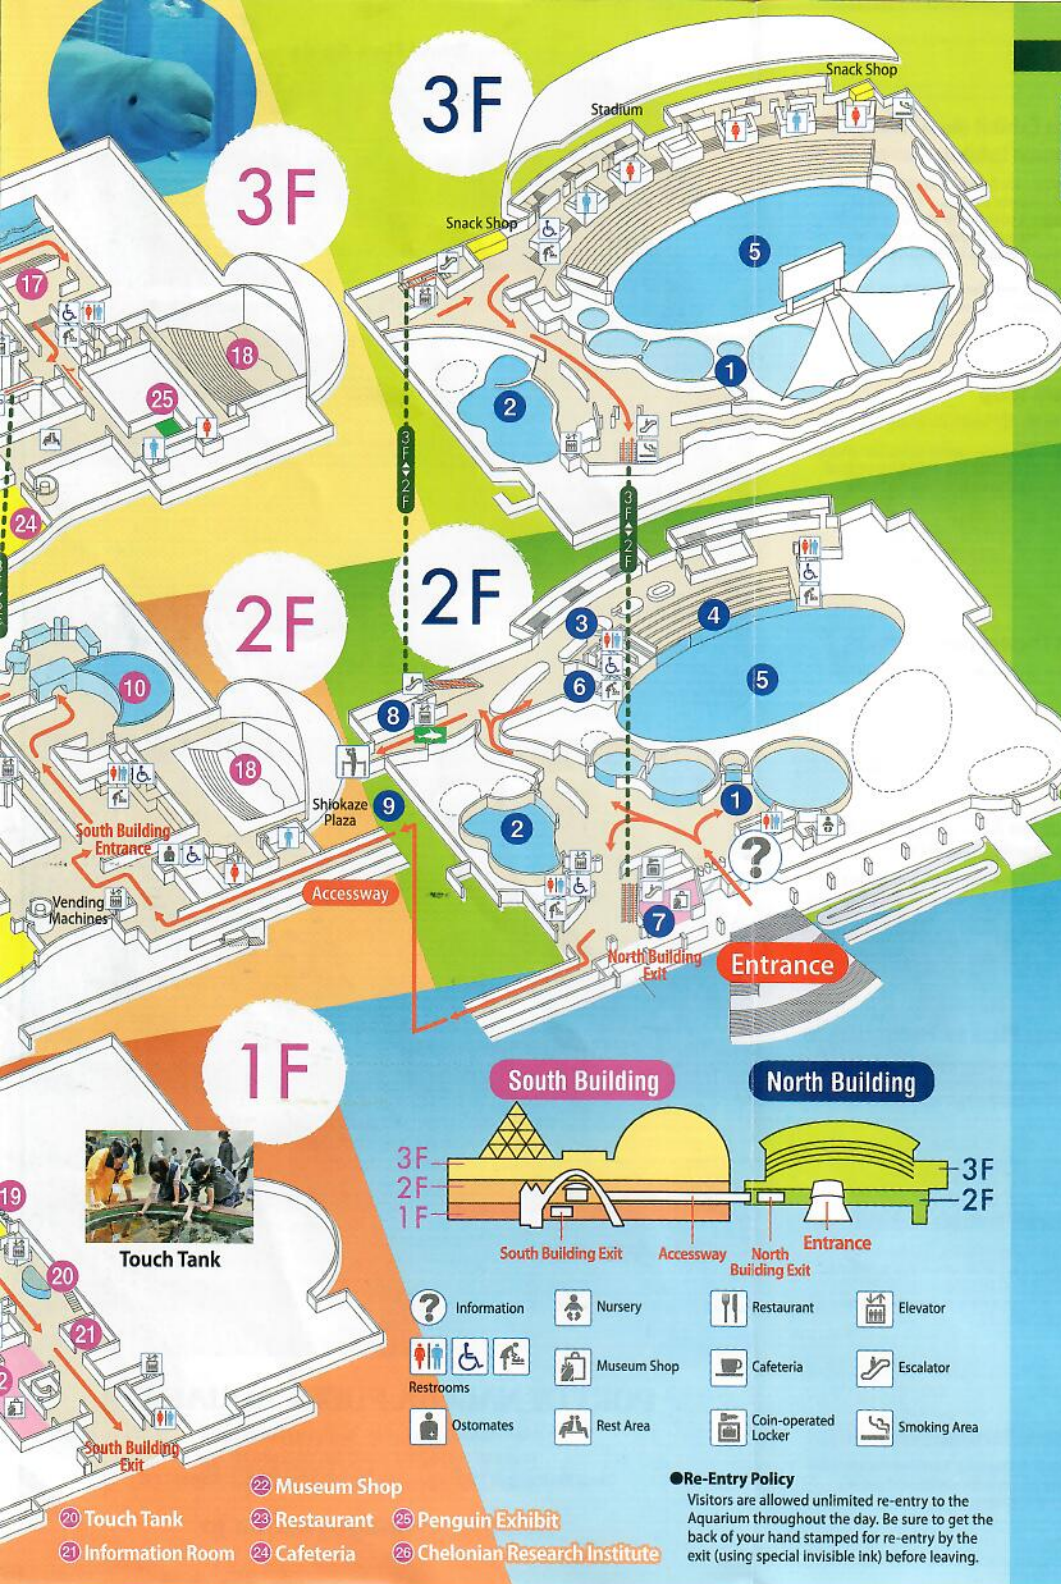 3F
Snack Shop
Stadium
3F
Snack Shop
17
18
25
24
5
1
2
3F
2F
3F
2F
2F
2F
3
4
6
5
8
10
18
Shiokaze
Plaza
9
1
2
?
7
South Building
Entrance
Accessway
Vending
Machines
North Building
Exit
Entrance
1F
South Building
North Building
3F
2F
1F
3F
2F
South Building Exit
Accessway
North
Building Exit
Entrance
19
Touch Tank
20
21
2
South Building
Exit
? Information
Nursery
Restaurant
Elevator
Restrooms
Museum Shop
Cafeteria
Escalator
Ostomates
Rest Area
Coin-operated
Locker
Smoking Area
●Re-Entry Policy
Visitors are allowed unlimited re-entry to the
Aquarium throughout the day. Be sure to get the
back of your hand stamped for re-entry by the
exit (using special invisible ink) before leaving.
22 Museum Shop
20 Touch Tank
23 Restaurant
25 Penguin Exhibit
21 Information Room
24 Cafeteria
26 Chelonian Research Institute